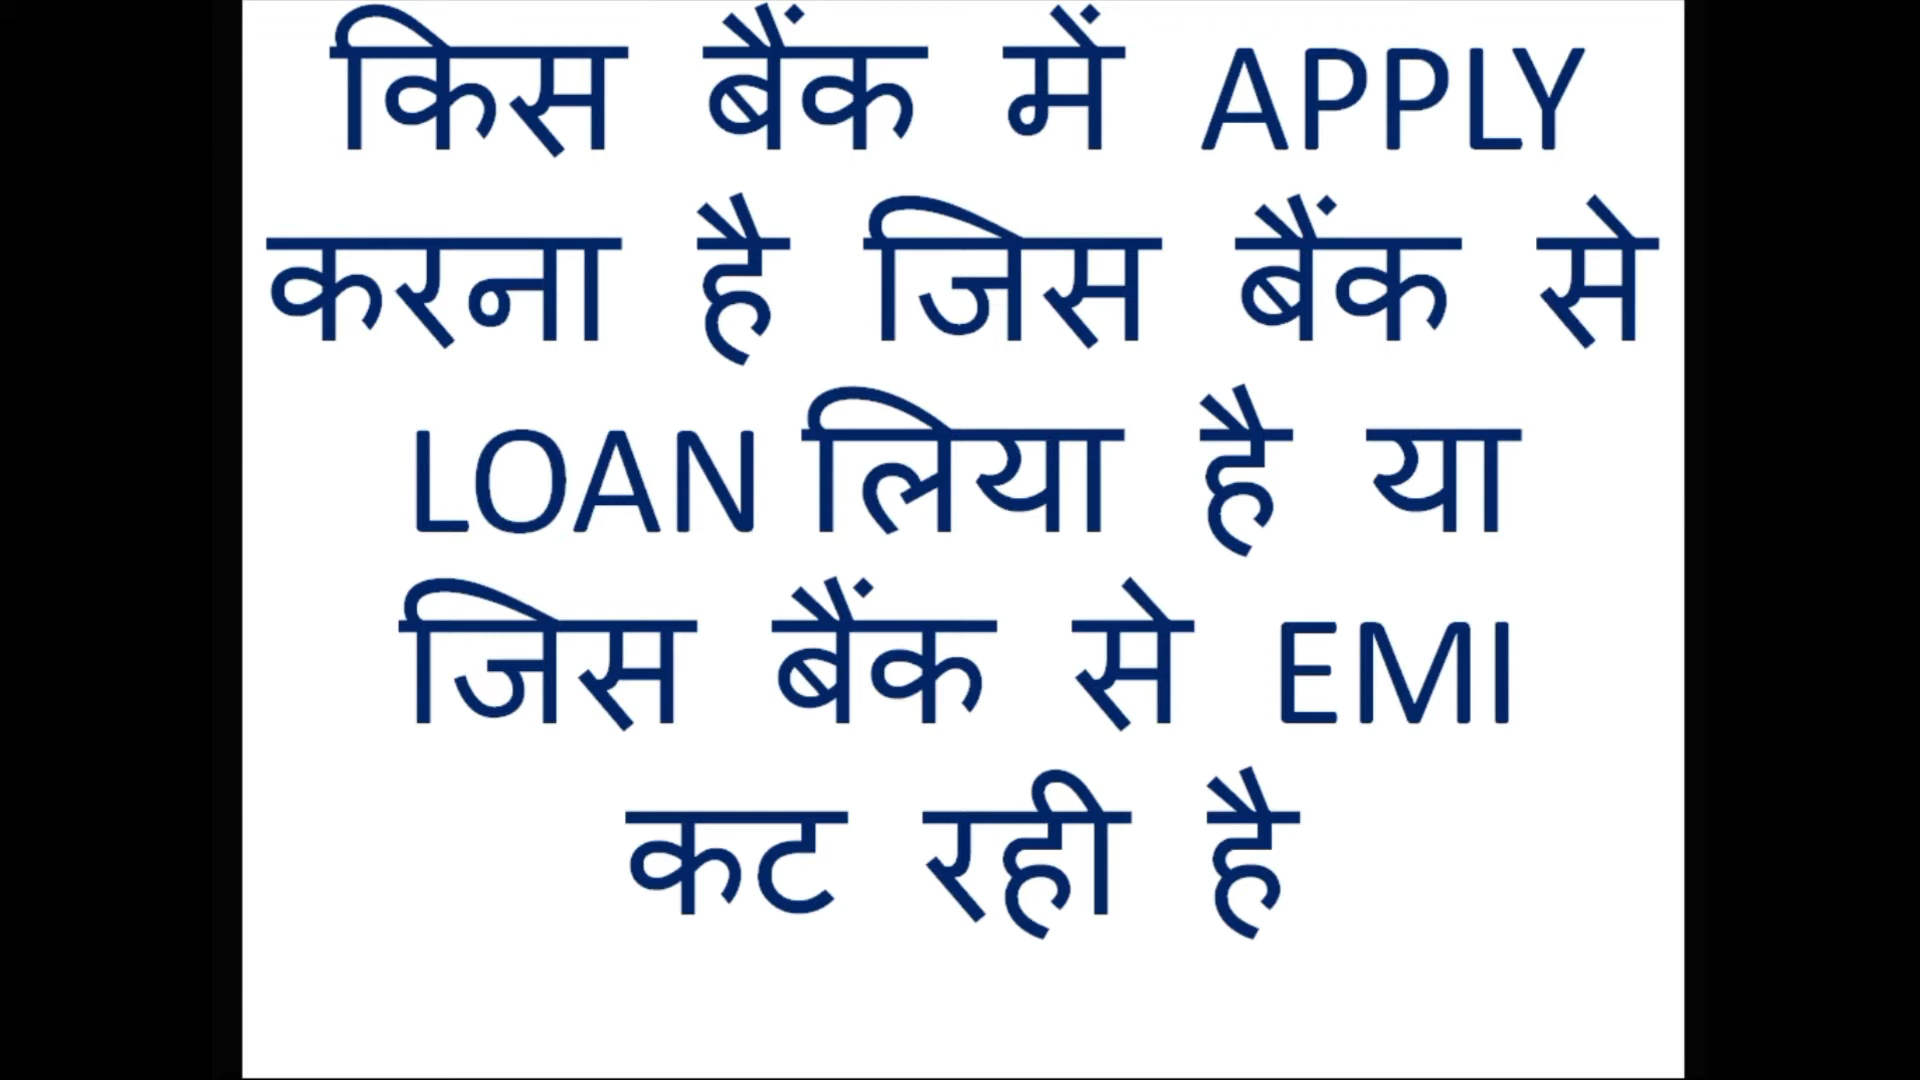 किस बैंक में APPLY
करना है जिस बैंक से
LOAN लिया है या
जिस बैंक से EMI
कट रही है